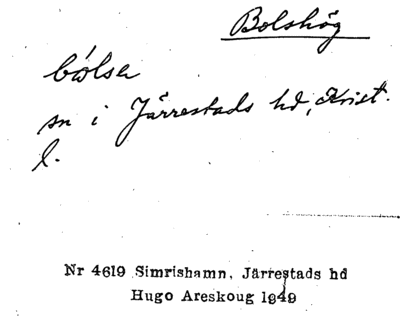 Bolshög
bólsa
sn i Järrestads hd, Krist.
l.
Nr 4619 Simrishamn, Järrestads hd
Hugo Areskoug 1949